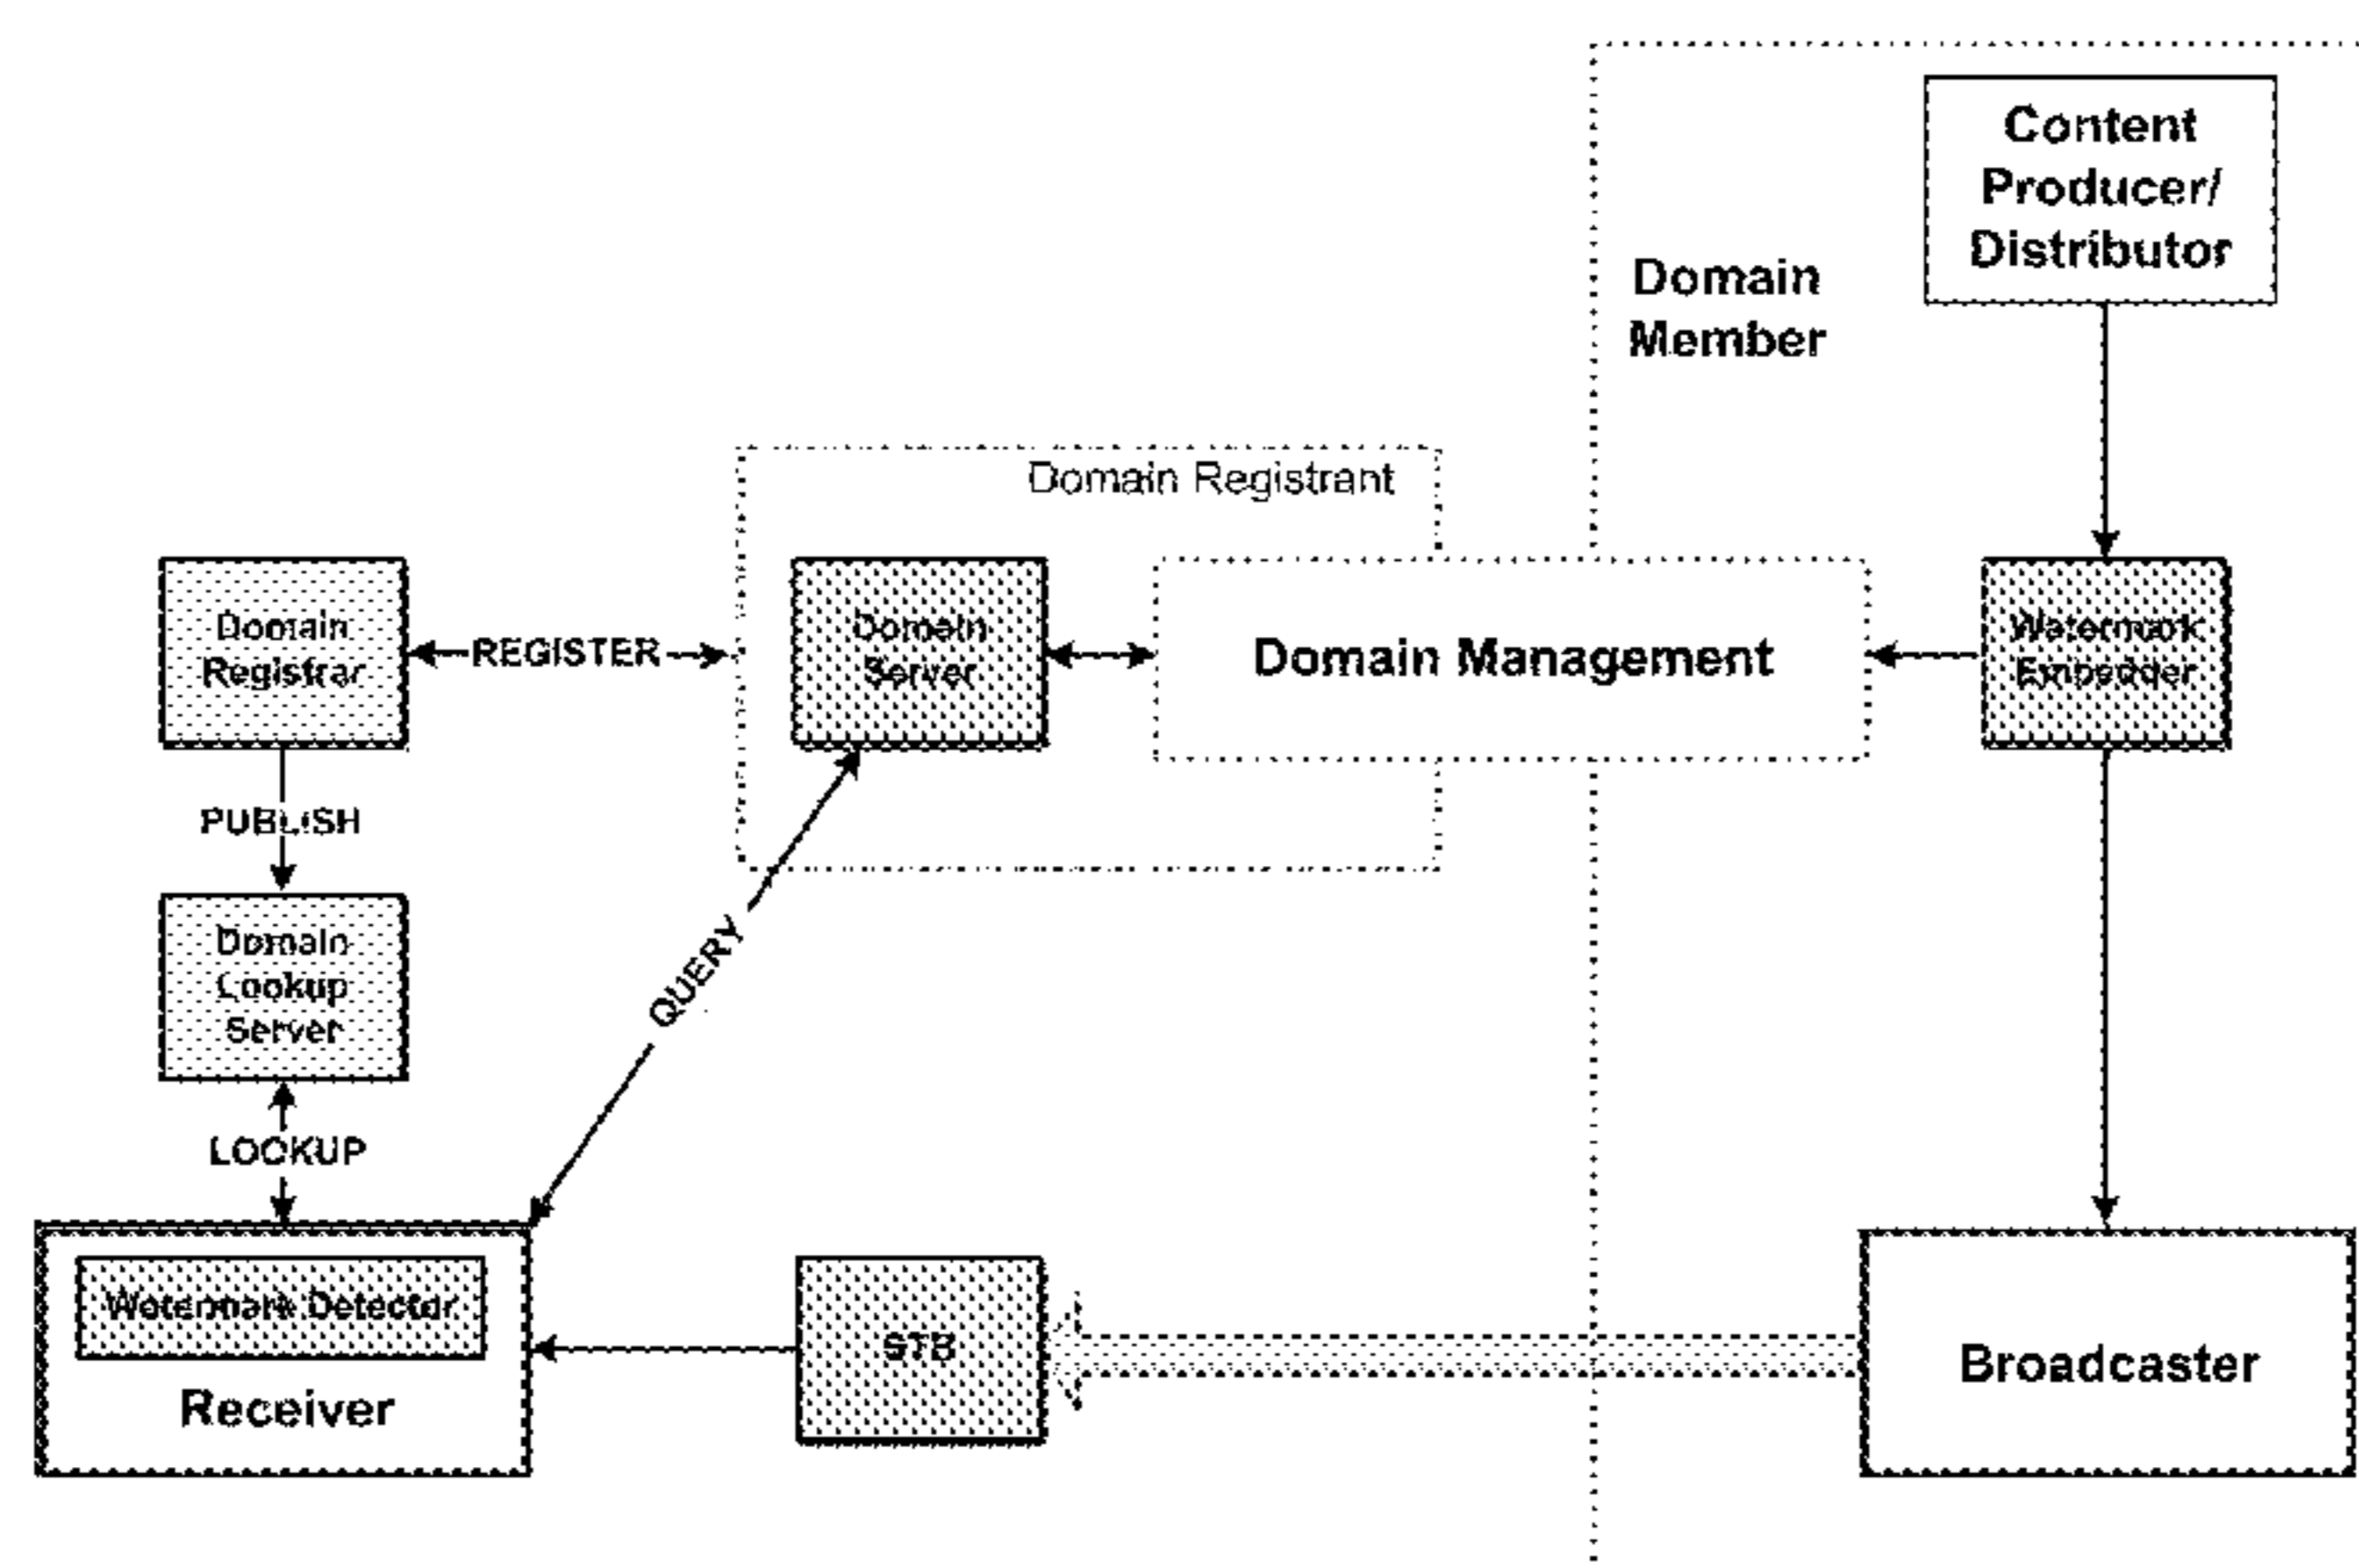 Content
Producer/
Distributor
Domain
Member
Domain Registrant
Domain
Registrar
REGISTER
Domain
Server
Domain Management
Watermark
Embedder
PUBLISH
Domain
Lookup
Server
QUERY
LOOKUP
Watermark Detector
Receiver
STB
Broadcaster